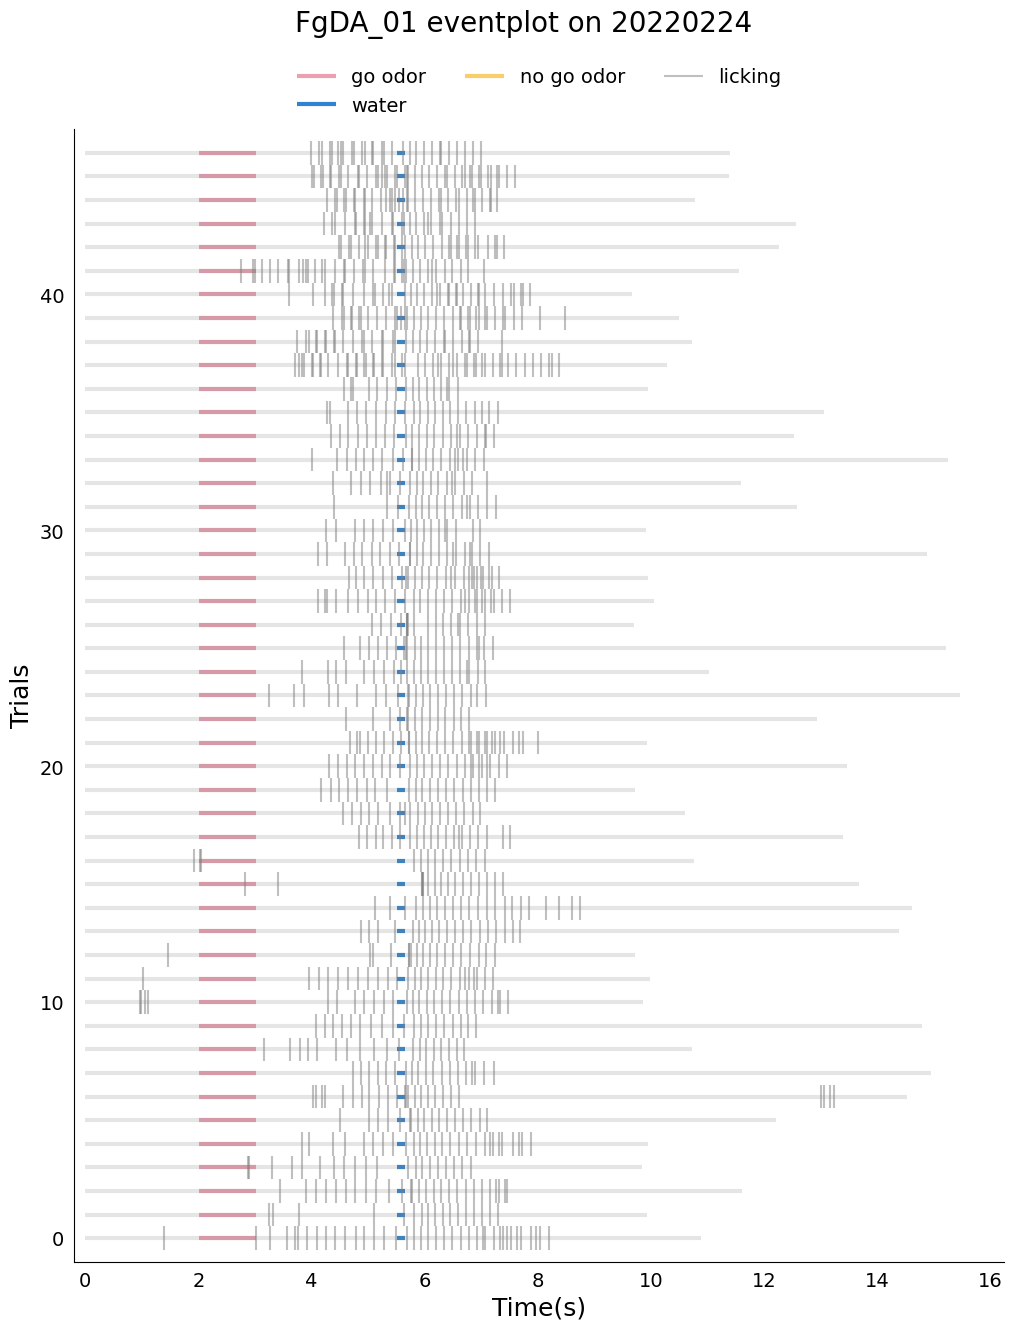 FgDA_01 eventplot on 20220224
go odor
no go odor
licking
water
Trials
40
30
20
10
0
0 2 4 6 8 10 12 14 16
Time(s)